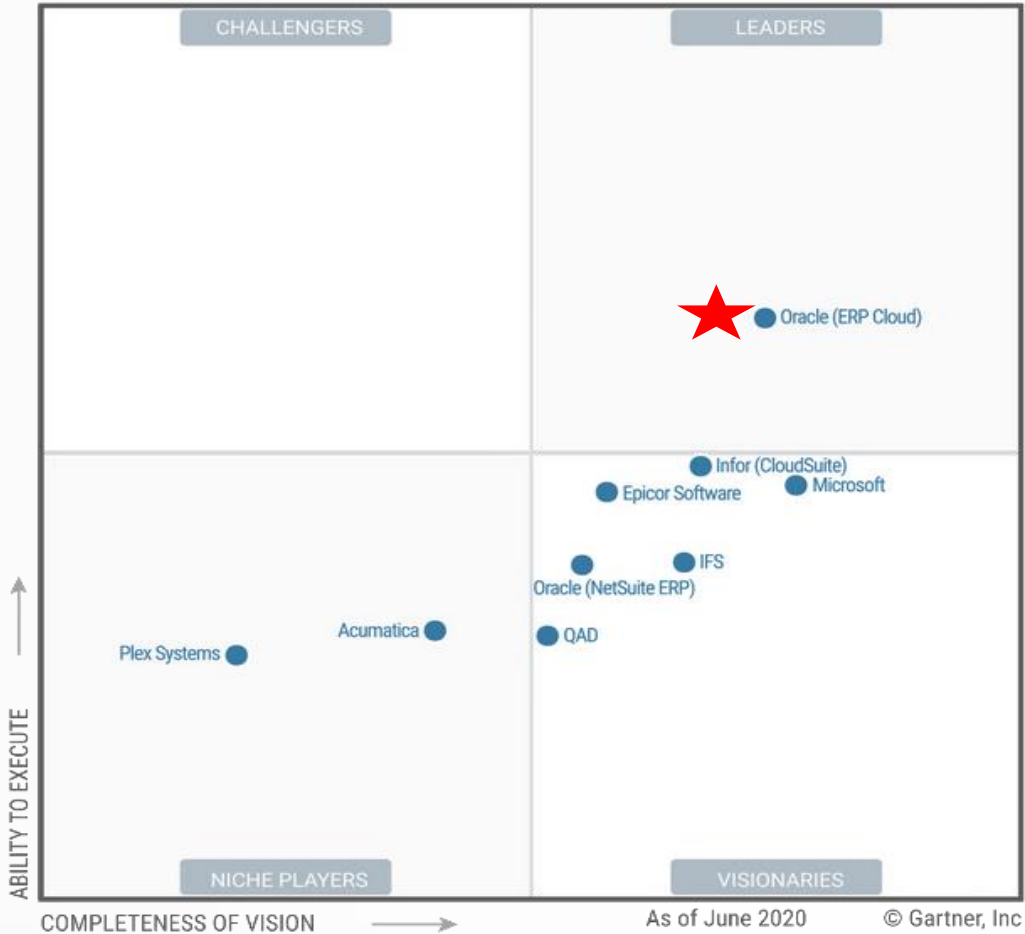 CHALLENGERS
LEADERS
Oracle (ERP Cloud)
Infor (CloudSuite)
Microsoft
Epicor Software
IFS
Oracle (NetSuite ERP)
Acumatica
QAD
Plex Systems
ABILITY TO EXECUTE
NICHE PLAYERS
VISIONARIES
COMPLETENESS OF VISION
As of June 2020
© Gartner, Inc